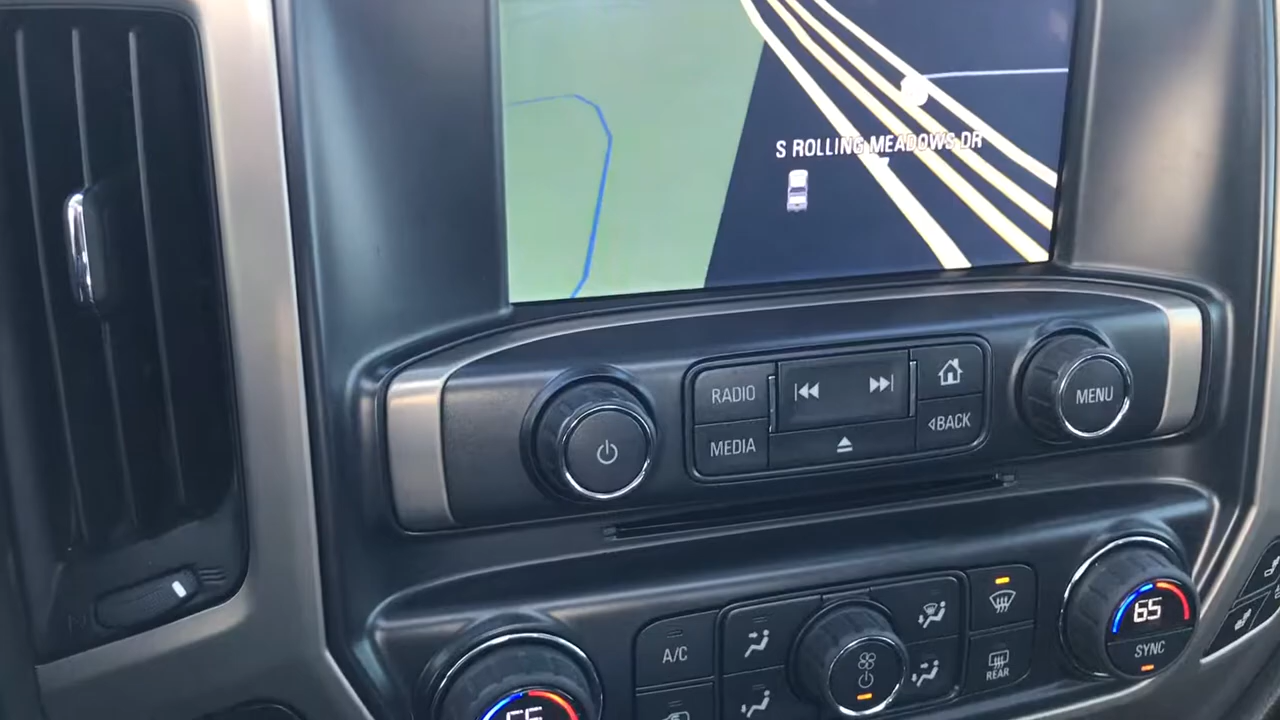 S ROLLING MEADOWS DR
RADIO
MEDIA
BACK
MENU
A/C
REAR
65
SYNC